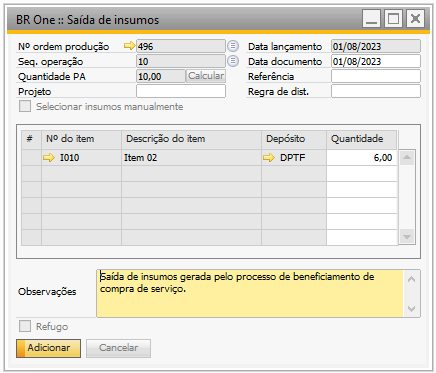 BR One :: Saída de insumos
Nº ordem produção 496 Data lançamento 01/08/2023
Seq. operação 10 Data documento 01/08/2023
Quantidade PA 10,00 Calcular Referência
Projeto Regra de dist.
Selecionar insumos manualmente
# Nº do item Descrição do item Depósito Quantidade
I010 Item 02 DPTF 6,00
Observações Saída de insumos gerada pelo processo de beneficiamento de
compra de serviço.
Refugo
Adicionar Cancelar